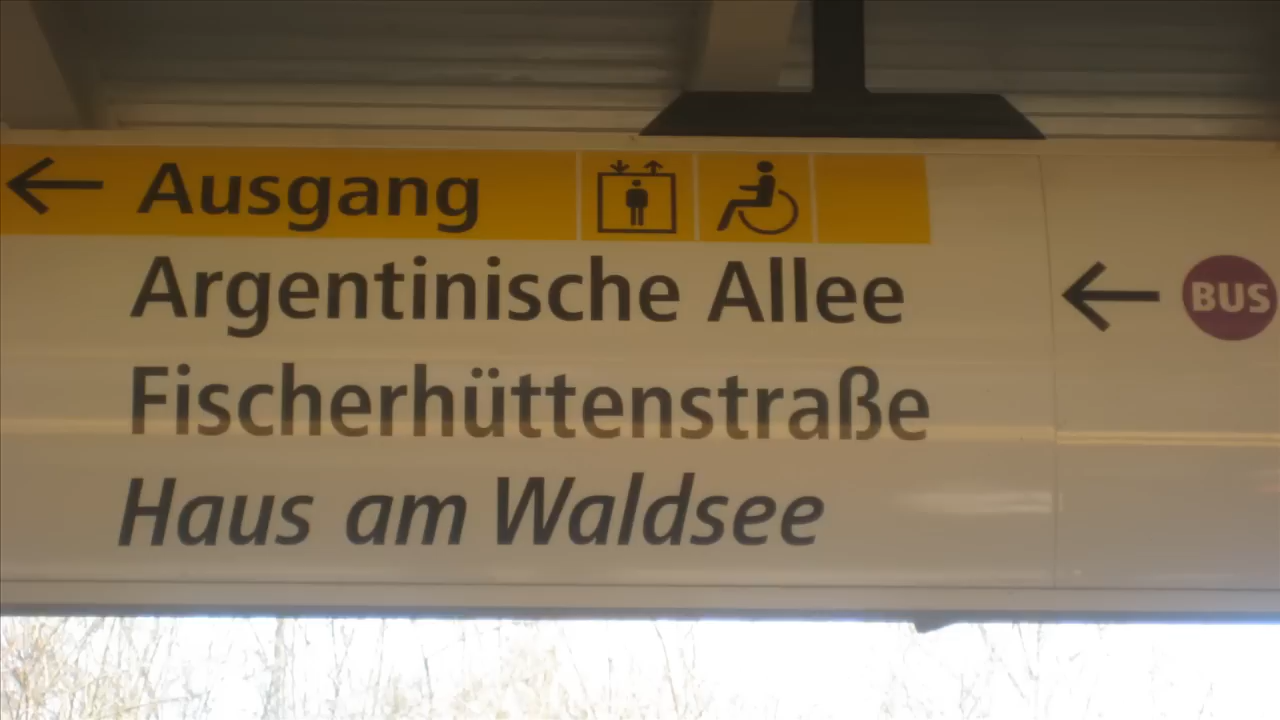 Ausgang
Argentinische Allee
Fischerhüttenstraße
Haus am Waldsee
BUS